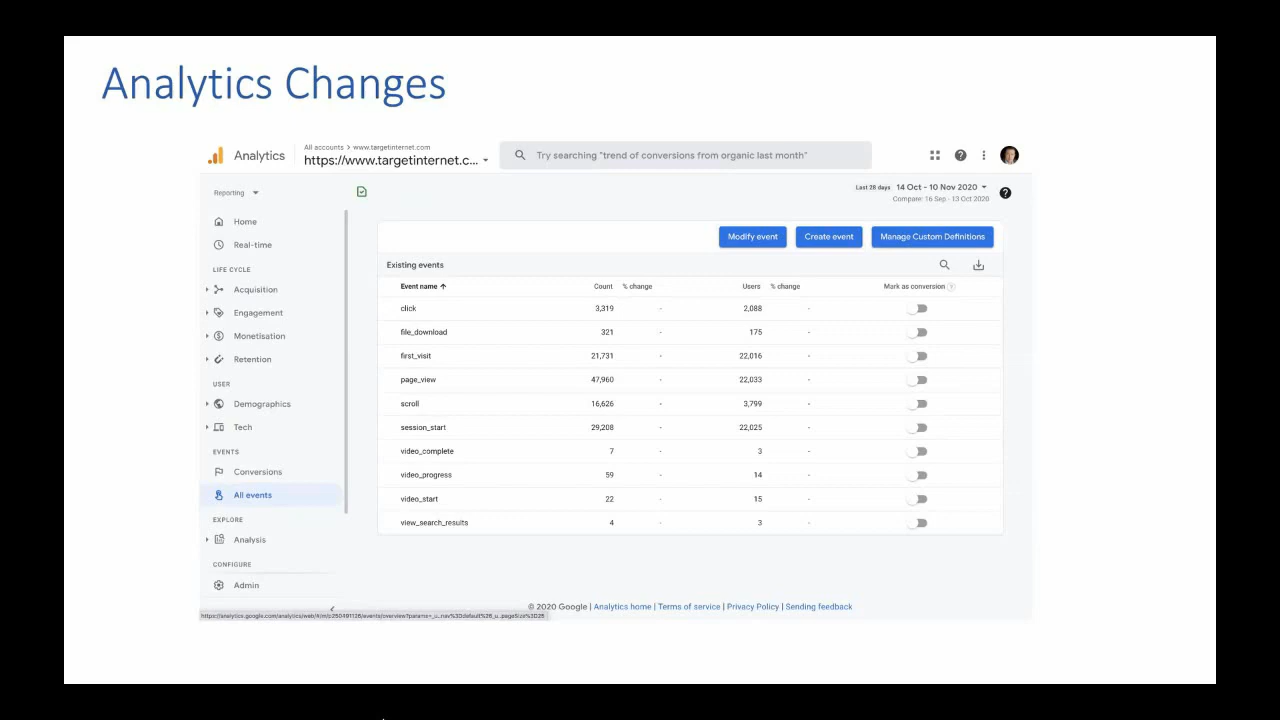 Analytics Changes
Analytics
All accounts > www.targetinternet.com
https://www.targetinternet.c...
Try searching "trend of conversions from organic last month"
Reporting
Last 28 days 14 Oct - 10 Nov 2020
Compare: 16 Sep - 13 Oct 2020
Home
Real-time
LIFE CYCLE
Acquisition
Engagement
Monetisation
Retention
USER
Demographics
Tech
EVENTS
Conversions
All events
EXPLORE
Analysis
CONFIGURE
Admin
Modify event Create event Manage Custom Definitions
Existing events
Event name ↑ Count % change Users % change Mark as conversion
click 3,319 - 2,088 -
file_download 321 - 175 -
first_visit 21,731 - 22,016 -
page_view 47,960 - 22,033 -
scroll 16,626 - 3,799 -
session_start 29,208 - 22,025 -
video_complete 7 - 3 -
video_progress 59 - 14 -
video_start 22 - 15 -
view_search_results 4 - 3 -
© 2020 Google | Analytics home | Terms of service | Privacy Policy | Sending feedback